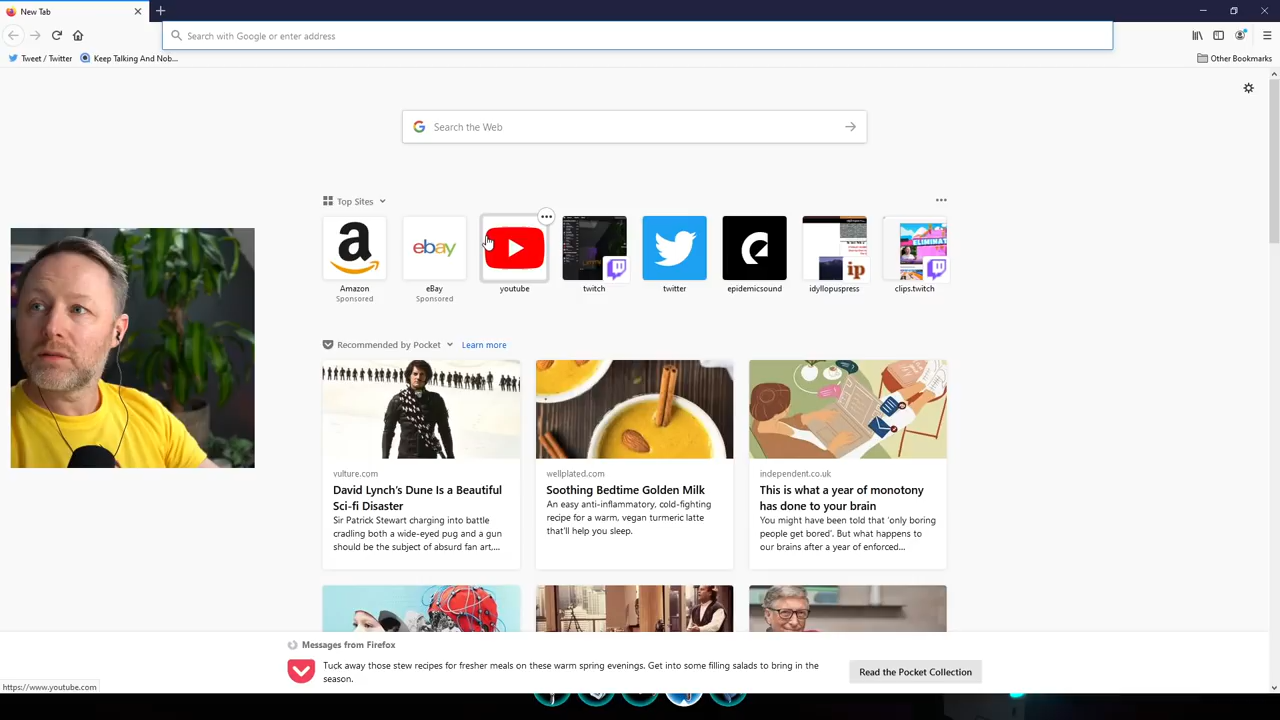 New Tab
Search with Google or enter address
Tweet / Twitter
Keep Talking And Nob...
Other Bookmarks
Search the Web
Top Sites
a
ebay
ip
ELIMINAT
Amazon
eBay
youtube
twitch
twitter
epidemicsound
idyllopuspress
clips.twitch
Sponsored
Sponsored
Recommended by Pocket
Learn more
vulture.com
David Lynch's Dune Is a Beautiful
Sci-fi Disaster
Sir Patrick Stewart charging into battle
cradling both a wide-eyed pug and a gun
should be the subject of absurd fan art,...
wellplated.com
Soothing Bedtime Golden Milk
An easy anti-inflammatory, cold-fighting
recipe for a warm, vegan turmeric latte
that'll help you sleep.
independent.co.uk
This is what a year of monotony
has done to your brain
You might have been told that 'only boring
people get bored'. But what happens to
our brains after a year of enforced...
Messages from Firefox
Tuck away those stew recipes for fresher meals on these warm spring evenings. Get into some filling salads to bring in the
season.
Read the Pocket Collection
https://www.youtube.com